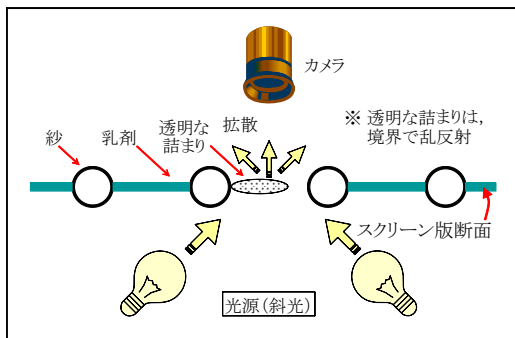 カメラ
※ 透明な詰まりは,
境界で乱反射
拡散
透明な
詰まり
乳剤
紗
スクリーン版断面
光源(斜光)